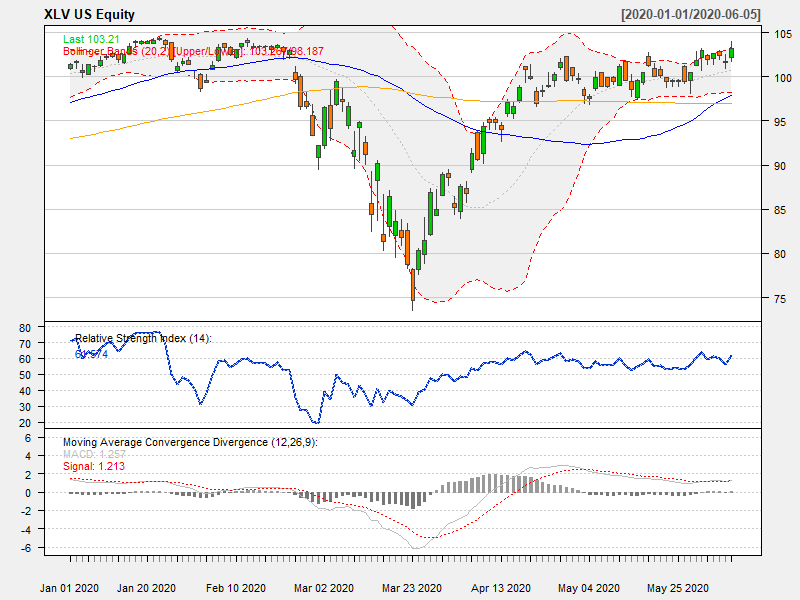 XLV US Equity [2020-01-01/2020-06-05]
Last 103.21
Bollinger Bands (20,2) [Upper/Lower]: 103.267/98.187
105
100
95
90
85
80
75
Relative Strength Index (14):
80
70
60
50
40
30
20
Moving Average Convergence Divergence (12,26,9):
MACD: 1.257
Signal: 1.213
6
4
2
0
-2
-4
-6
Jan 01 2020 Jan 20 2020 Feb 10 2020 Mar 02 2020 Mar 23 2020 Apr 13 2020 May 04 2020 May 25 2020